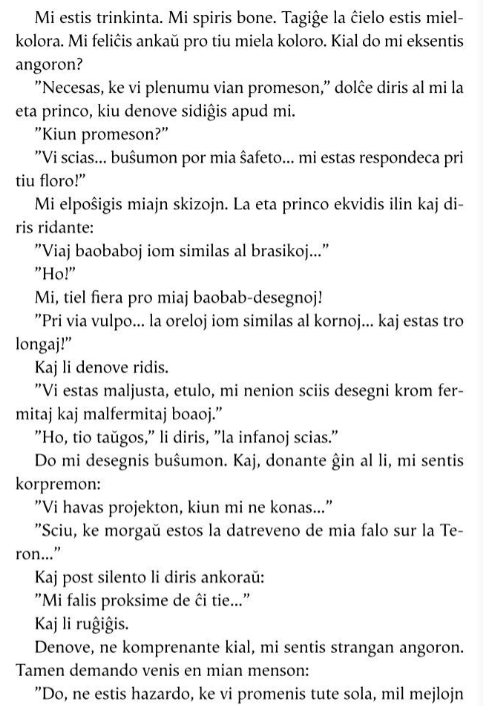 Mi estis trinkinta. Mi spiris bone. Tagiĝe la ĉielo estis miel-
kolora. Mi feliĉis ankaŭ pro tiu miela koloro. Kial do mi eksentis
angoron?
”Necesas, ke vi plenumu vian promeson,” dolĉe diris al mi la
eta princo, kiu denove sidiĝis apud mi.
”Kiun promeson?”
”Vi scias... buŝumon por mia ŝafeto... mi estas respondeca pri
tiu floro!”
Mi elpoŝigis miajn skizojn. La eta princo ekvidis ilin kaj di-
ris ridante:
”Viaj baobaboj iom similas al brasikoj...”
”Ho!”
Mi, tiel fiera pro miaj baobab-desegnoj!
”Pri via vulpo... la oreloj iom similas al kornoj... kaj estas tro
longaj!”
Kaj li denove ridis.
”Vi estas maljusta, etulo, mi nenion sciis desegni krom fer-
mitaj kaj malfermitaj boaoj.”
”Ho, tio taŭgos,” li diris, ”la infanoj scias.”
Do mi desegnis buŝumon. Kaj, donante ĝin al li, mi sentis
korpremon:
”Vi havas projekton, kiun mi ne konas...”
”Sciu, ke morgaŭ estos la datreveno de mia falo sur la Te-
ron...”
Kaj post silento li diris ankoraŭ:
”Mi falis proksime de ĉi tie...”
Kaj li ruĝiĝis.
Denove, ne komprenante kial, mi sentis strangan angoron.
Tamen demando venis en mian menson:
”Do, ne estis hazardo, ke vi promenis tute sola, mil mejlojn